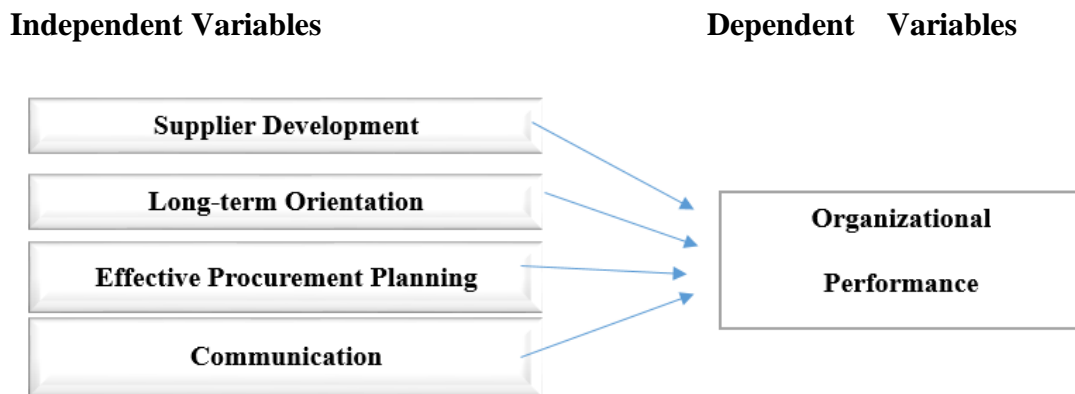 Independent Variables
Dependent Variables
Supplier Development
Long-term Orientation
Effective Procurement Planning
Communication
Organizational
Performance